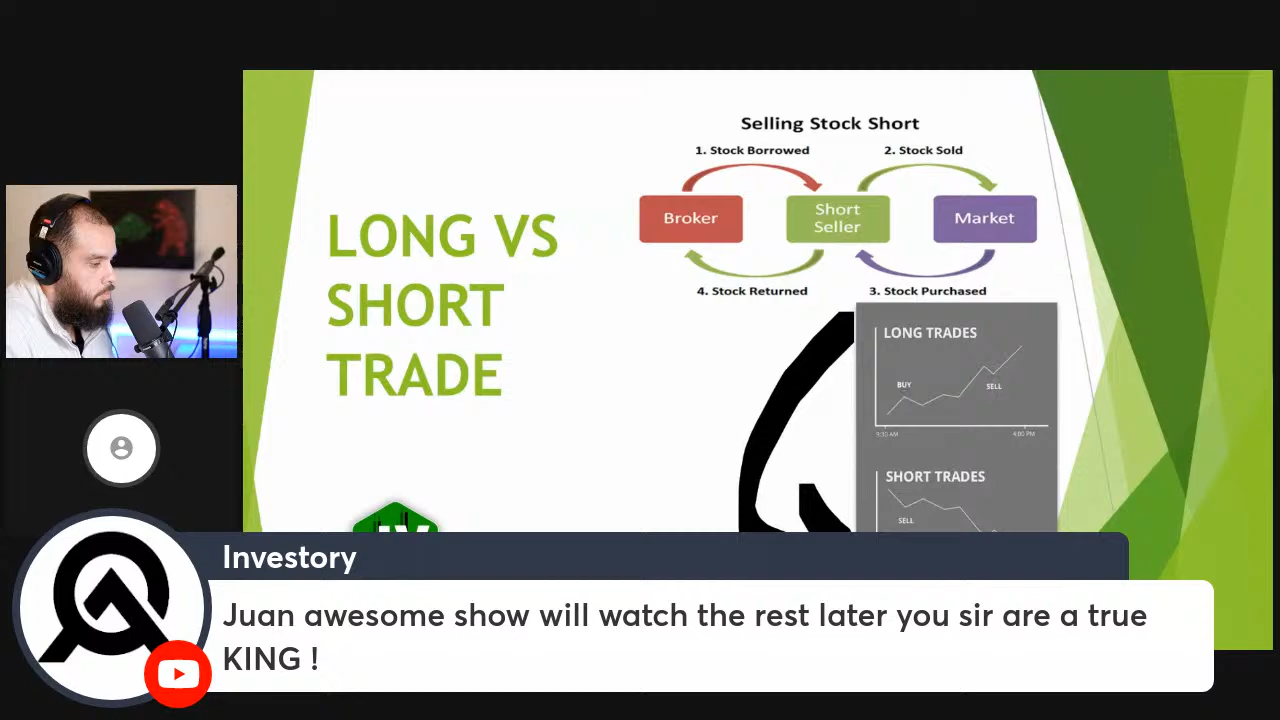 Selling Stock Short
1. Stock Borrowed
2. Stock Sold
Broker
Short
Seller
Market
4. Stock Returned
3. Stock Purchased
LONG VS
SHORT
TRADE
LONG TRADES
BUY
SELL
9:30 AM
4:00 PM
SHORT TRADES
SELL
Investory
Juan awesome show will watch the rest later you sir are a true
KING !